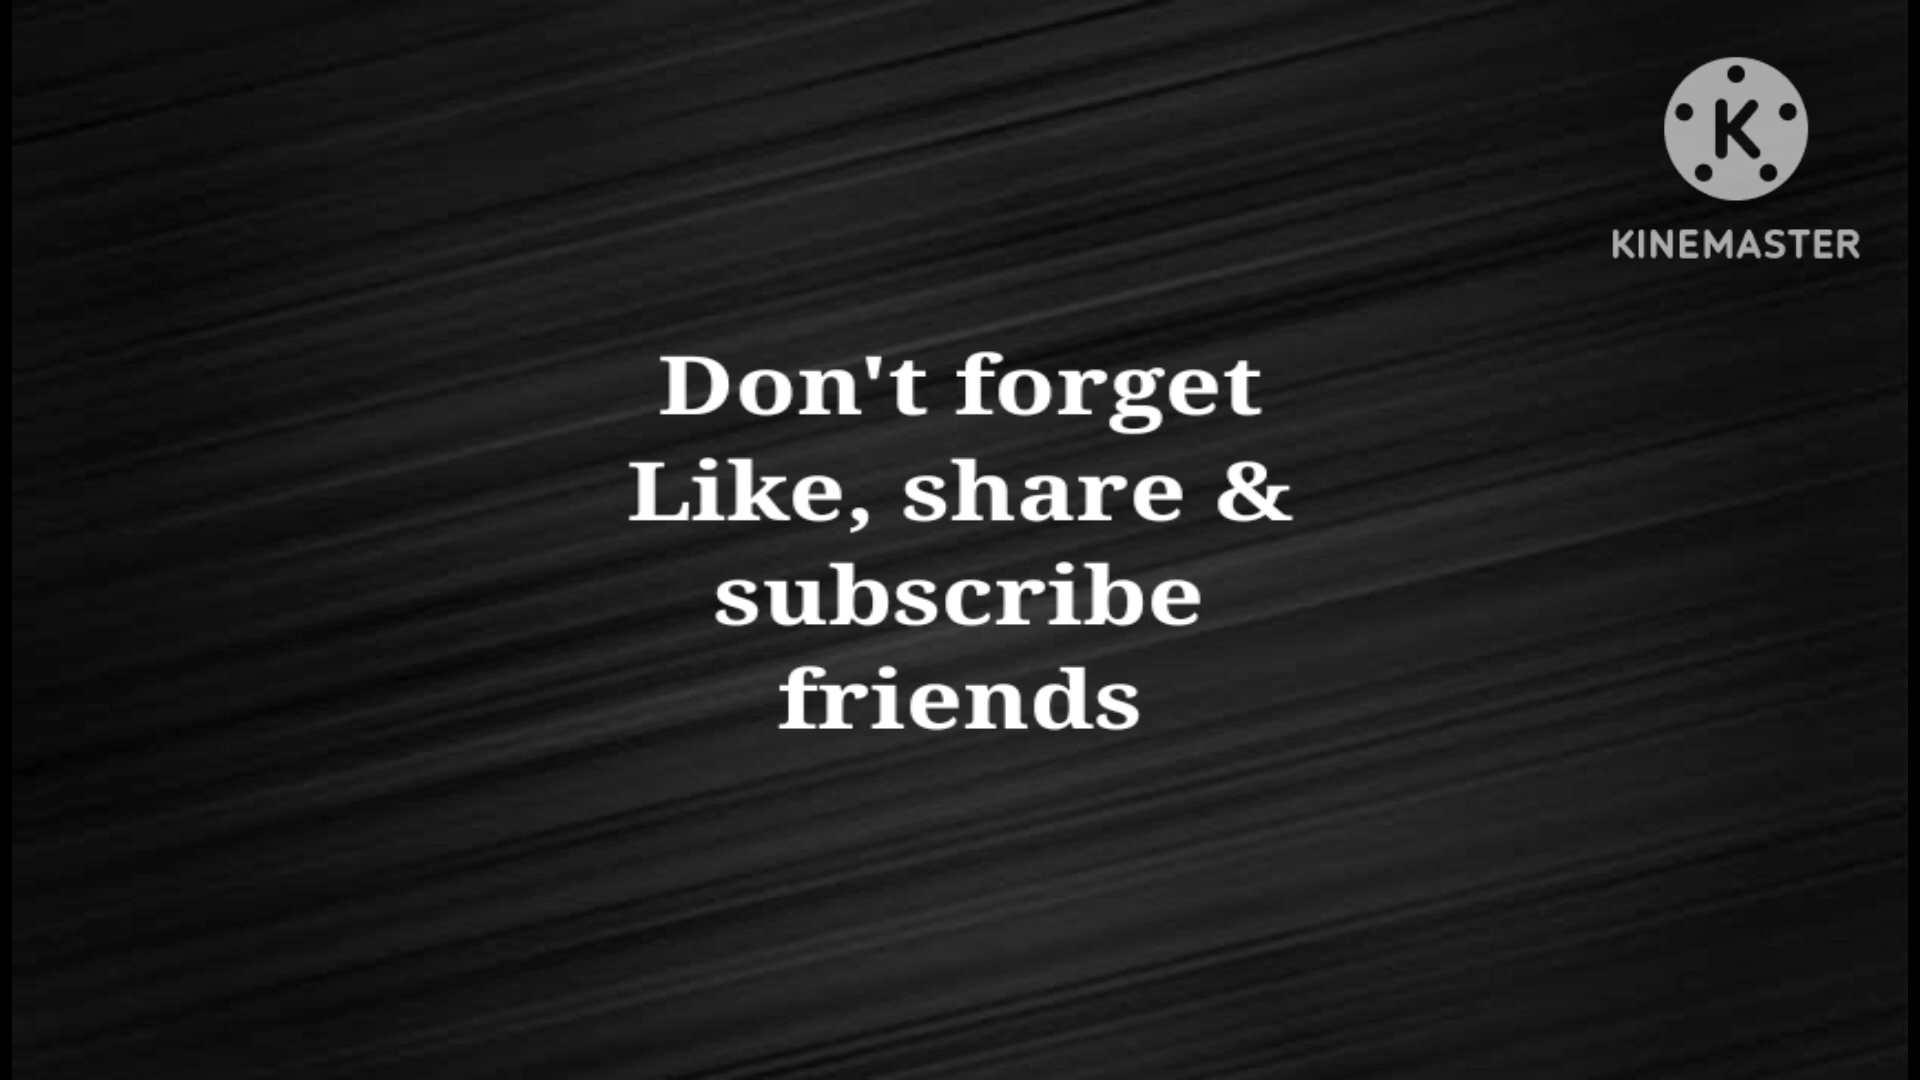 K
KINEMASTER
Don't forget
Like, share &
subscribe
friends